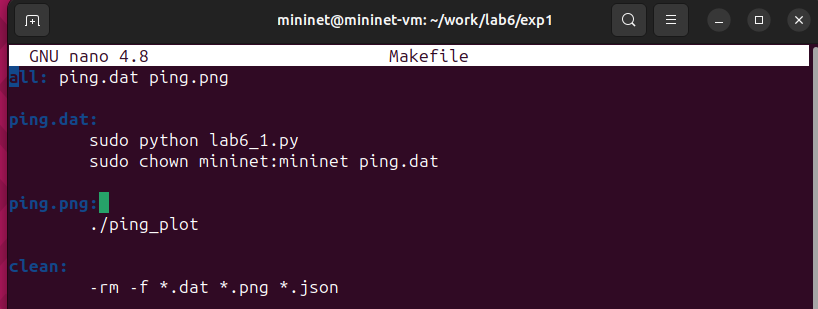 mininet@mininet-vm: ~/work/lab6/exp1
GNU nano 4.8 Makefile
all: ping.dat ping.png
ping.dat:
sudo python lab6_1.py
sudo chown mininet:mininet ping.dat
ping.png:
./ping_plot
clean:
-rm -f *.dat *.png *.json